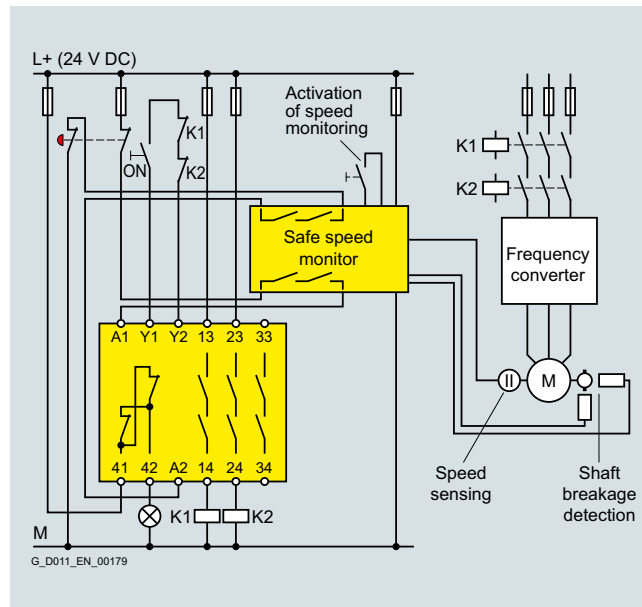 L+ (24 V DC)
Activation
of speed
monitoring
K1
K2
ON
K1
K2
Safe speed
monitor
Frequency
converter
A1 Y1 Y2 13 23 33
II
M
41 42 A2 14 24 34
Speed
sensing
Shaft
breakage
detection
K1
K2
M
G_D011_EN_00179